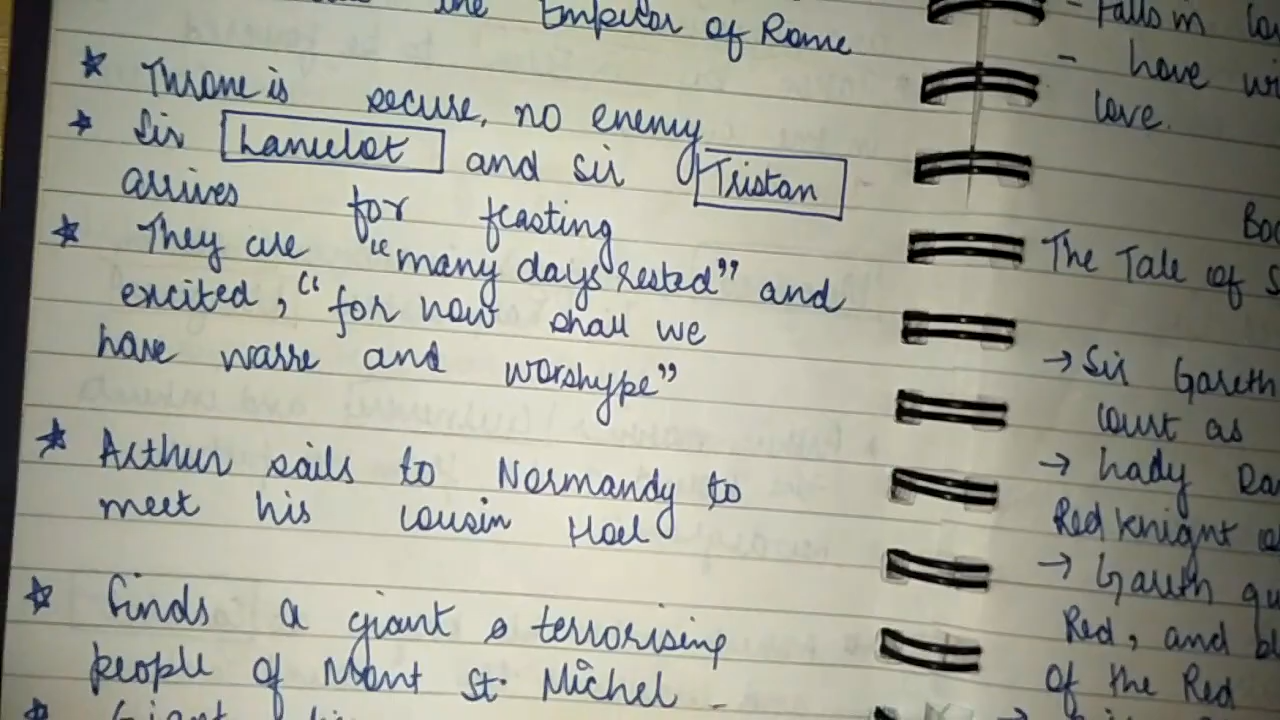 the Emperor of Rome
★ Throne is secure, no enemy
★ Sir Lancelot and Sir Tristan
arrives for feasting
★ They are "many days rested" and
excited, "for now shall we
have warre and worshype"
★ Arthur sails to Normandy to
meet his cousin Hoel
★ Finds a giant terrorising
people of Mont St. Michel -
★ Giant
- Falls in
- have
love.
The Tale of S
→ Sir Gareth
court as
→ Lady
Red Knight
→ Gareth
Red, and
of the Red
→